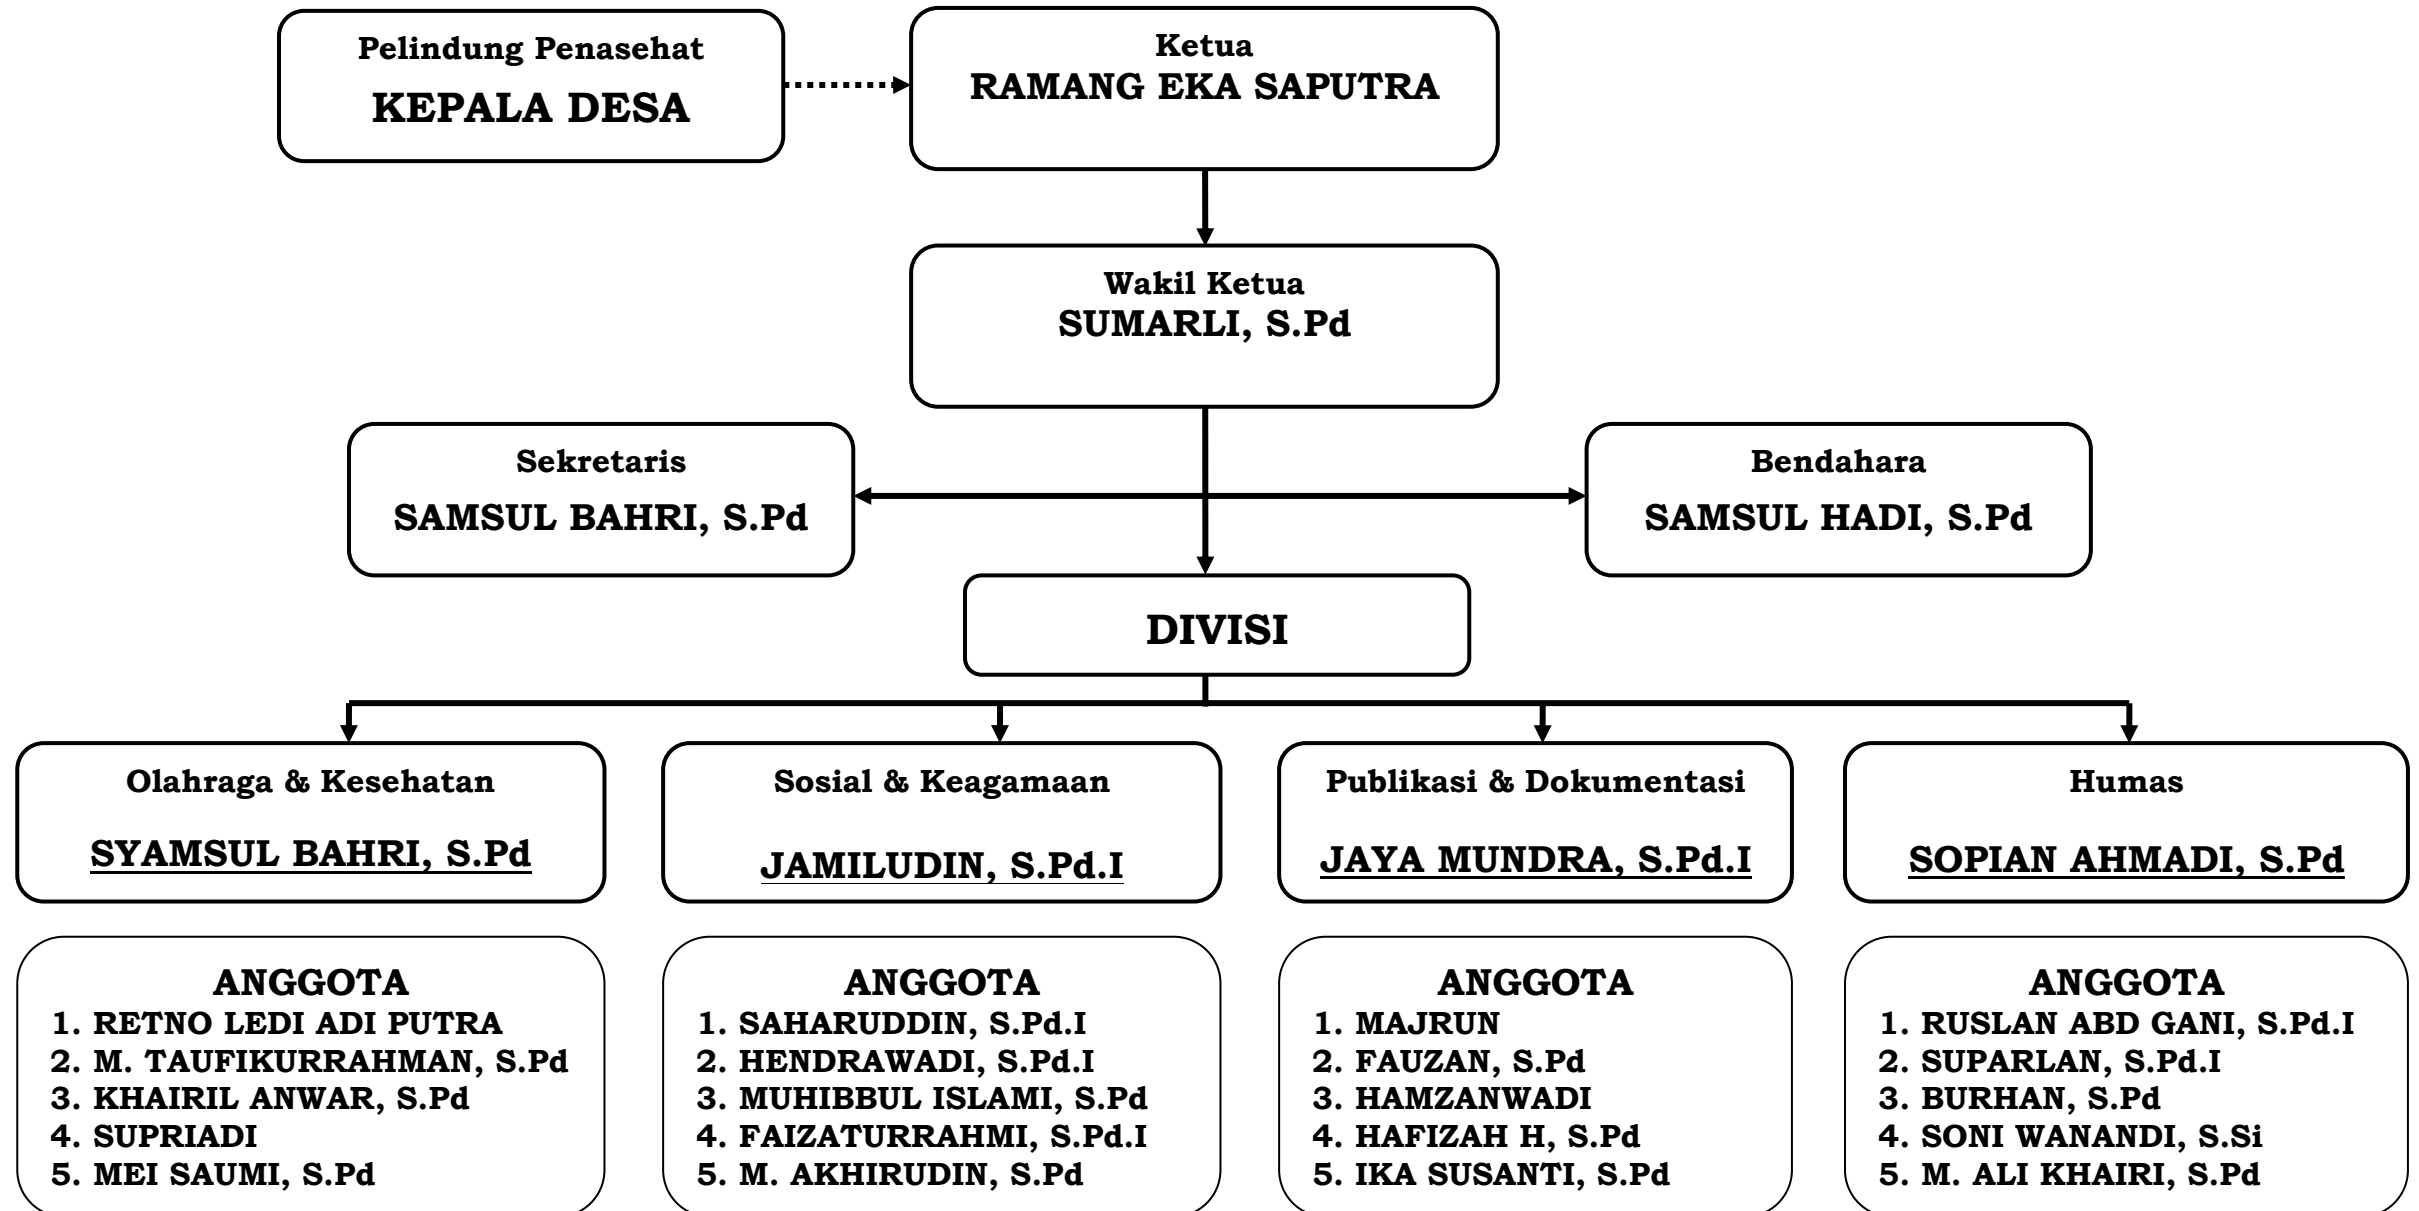 Pelindung Penasehat
KEPALA DESA
Ketua
RAMANG EKA SAPUTRA
Wakil Ketua
SUMARLI, S.Pd
Sekretaris
SAMSUL BAHRI, S.Pd
Bendahara
SAMSUL HADI, S.Pd
DIVISI
Olahraga & Kesehatan
SYAMSUL BAHRI, S.Pd
Sosial & Keagamaan
JAMILUDIN, S.Pd.I
Publikasi & Dokumentasi
JAYA MUNDRA, S.Pd.I
Humas
SOPIAN AHMADI, S.Pd
ANGGOTA
1. RETNO LEDI ADI PUTRA
2. M. TAUFIKURRAHMAN, S.Pd
3. KHAIRIL ANWAR, S.Pd
4. SUPRIADI
5. MEI SAUMI, S.Pd
ANGGOTA
1. SAHARUDDIN, S.Pd.I
2. HENDRAWADI, S.Pd.I
3. MUHIBBUL ISLAMI, S.Pd
4. FAIZATURRAHMI, S.Pd.I
5. M. AKHIRUDIN, S.Pd
ANGGOTA
1. MAJRUN
2. FAUZAN, S.Pd
3. HAMZANWADI
4. HAFIZAH H, S.Pd
5. IKA SUSANTI, S.Pd
ANGGOTA
1. RUSLAN ABD GANI, S.Pd.I
2. SUPARLAN, S.Pd.I
3. BURHAN, S.Pd
4. SONI WANANDI, S.Si
5. M. ALI KHAIRI, S.Pd